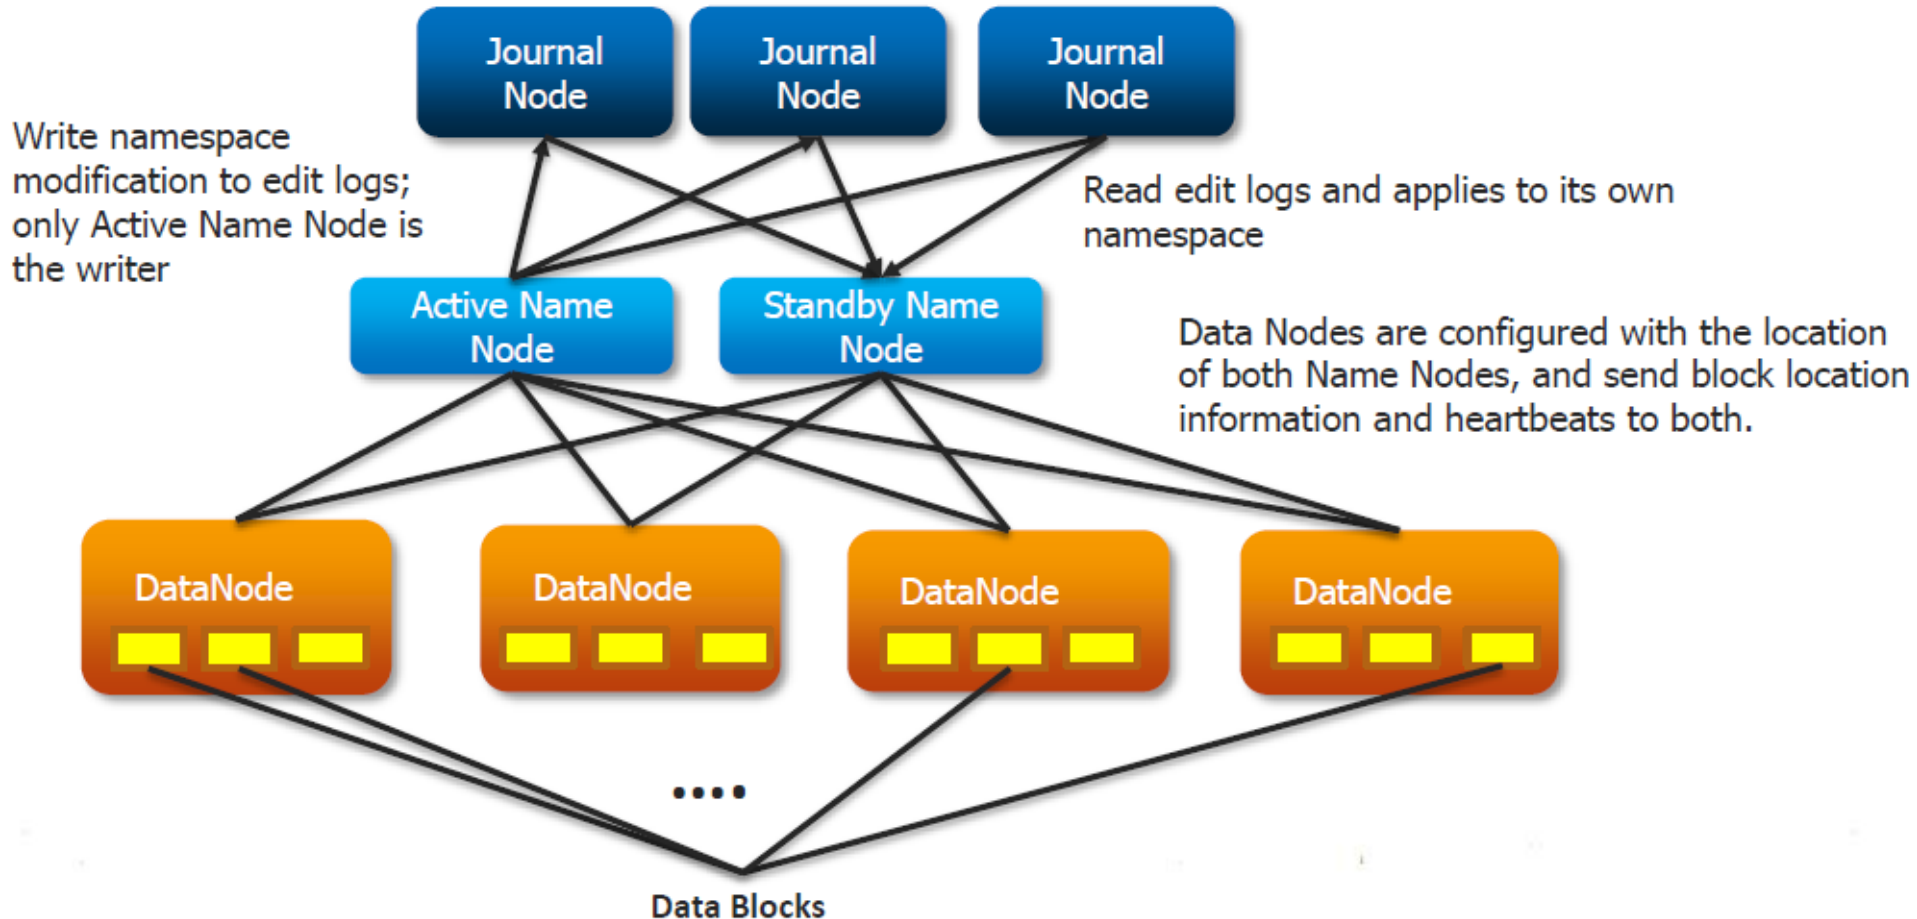 Journal
Node
Journal
Node
Journal
Node
Write namespace
modification to edit logs;
only Active Name Node is
the writer
Read edit logs and applies to its own
namespace
Active Name
Node
Standby Name
Node
Data Nodes are configured with the location
of both Name Nodes, and send block location
information and heartbeats to both.
DataNode
DataNode
DataNode
DataNode
....
Data Blocks